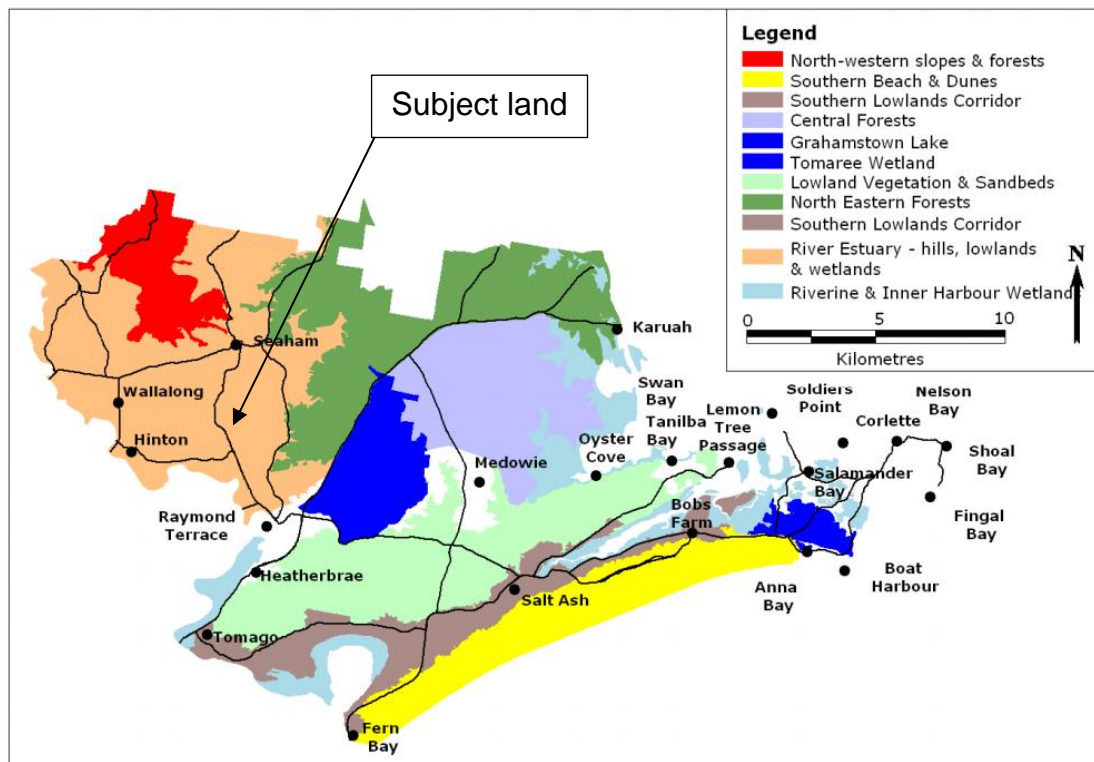 Legend
North-western slopes & forests
Southern Beach & Dunes
Southern Lowlands Corridor
Central Forests
Grahamstown Lake
Tomaree Wetland
Lowland Vegetation & Sandbeds
North Eastern Forests
Southern Lowlands Corridor
River Estuary - hills, lowlands
& wetlands
Riverine & Inner Harbour Wetlands
N
0 5 10
Kilometres
Subject land
Seaham
Karuah
Wallalong
Hinton
Swan
Bay
Tanilba
Bay
Lemon
Tree
Passage
Soldiers
Point
Corlette
Nelson
Bay
Shoal
Bay
Oyster
Cove
Medowie
Salamander
Bay
Fingal
Bay
Raymond
Terrace
Bobs
Farm
Heatherbrae
Salt Ash
Anna
Bay
Boat
Harbour
Tomago
Fern
Bay